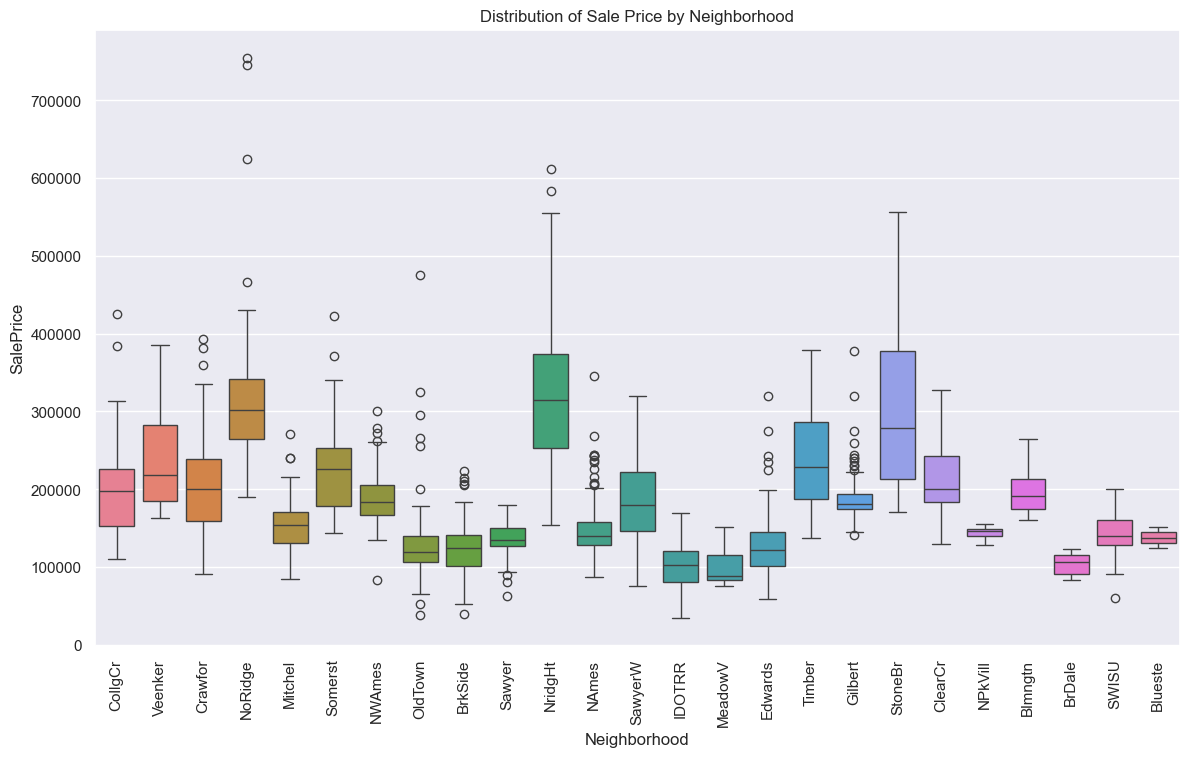 Distribution of Sale Price by Neighborhood
SalePrice
700000
600000
500000
400000
300000
200000
100000
0
CollgCr
Veenker
Crawfor
NoRidge
Mitchel
Somerst
NWAmes
OldTown
BrkSide
Sawyer
NridgHt
NAmes
SawyerW
IDOTRR
MeadowV
Edwards
Timber
Gilbert
StoneBr
ClearCr
NPkVill
Blmngtn
BrDale
SWISU
Blueste
Neighborhood